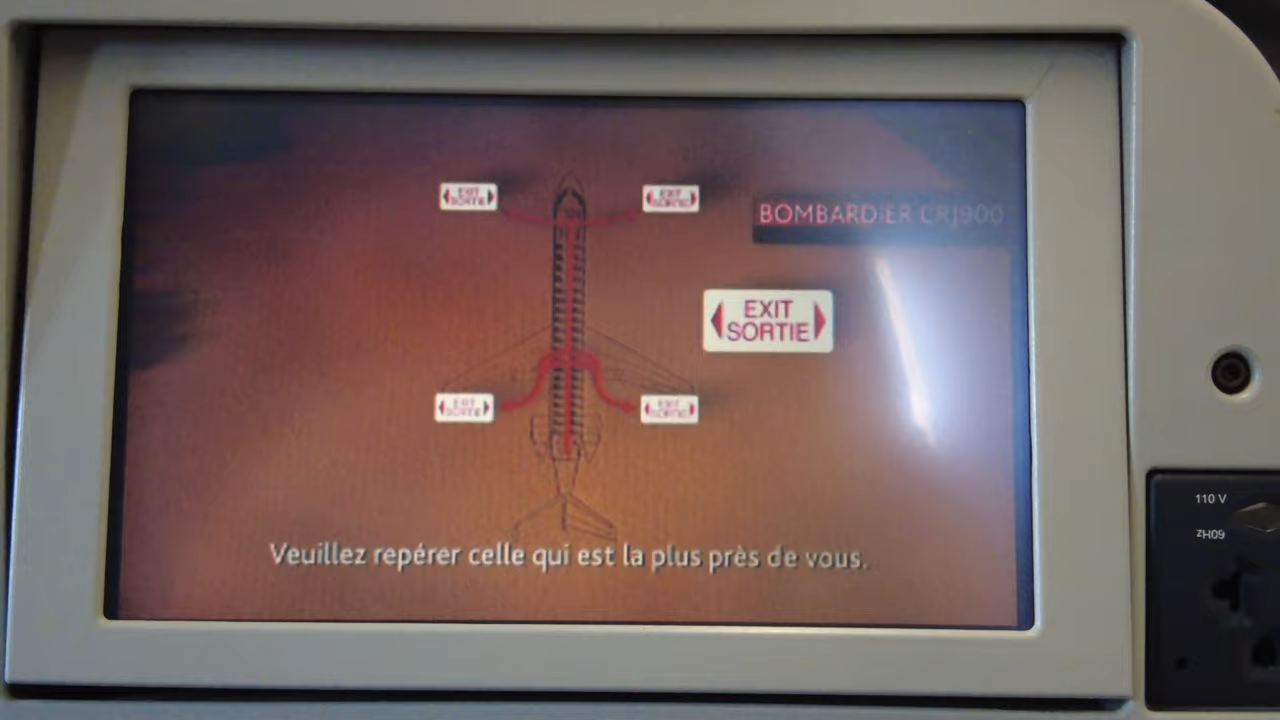 EXIT
SORTIE
EXIT
SORTIE
BOMBARDIER CRJ900
EXIT
SORTIE
EXIT
SORTIE
EXIT
SORTIE
Veuillez repérer celle qui est la plus près de vous.
110 V
60Hz